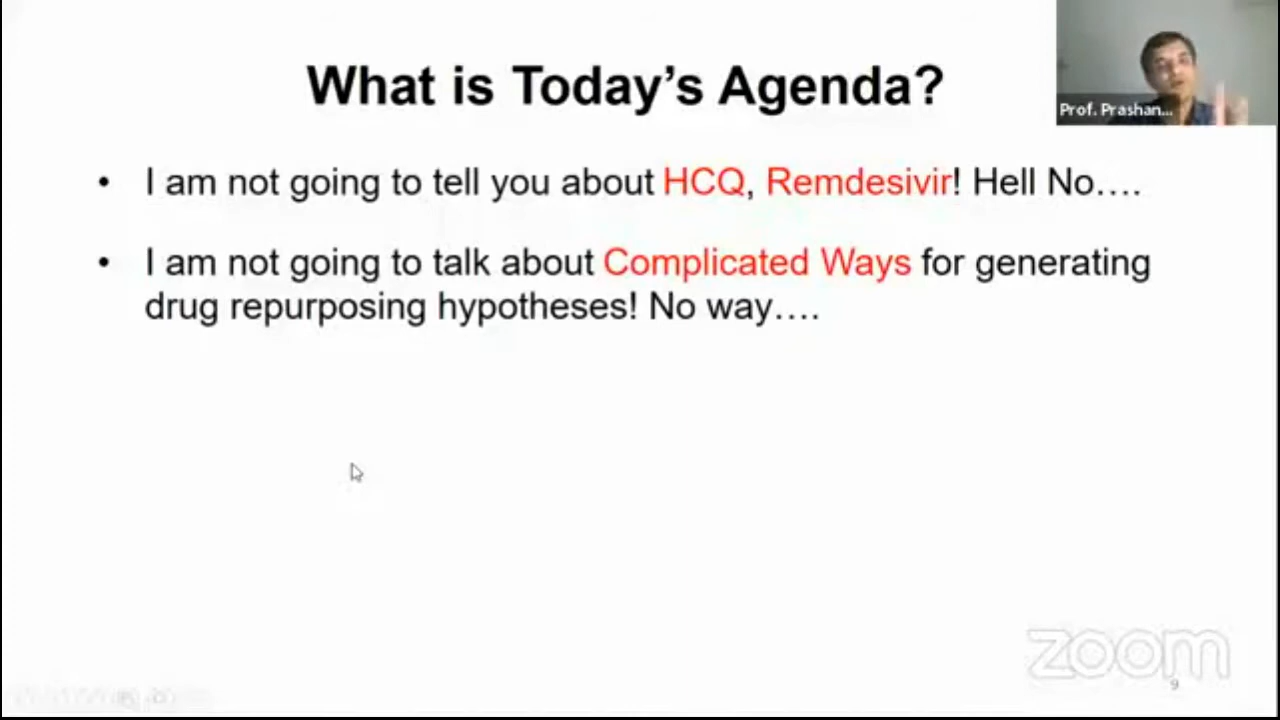 What is Today's Agenda?
Prof. Prashan...
• I am not going to tell you about HCQ, Remdesivir! Hell No....
• I am not going to talk about Complicated Ways for generating
drug repurposing hypotheses! No way....
zoom
9